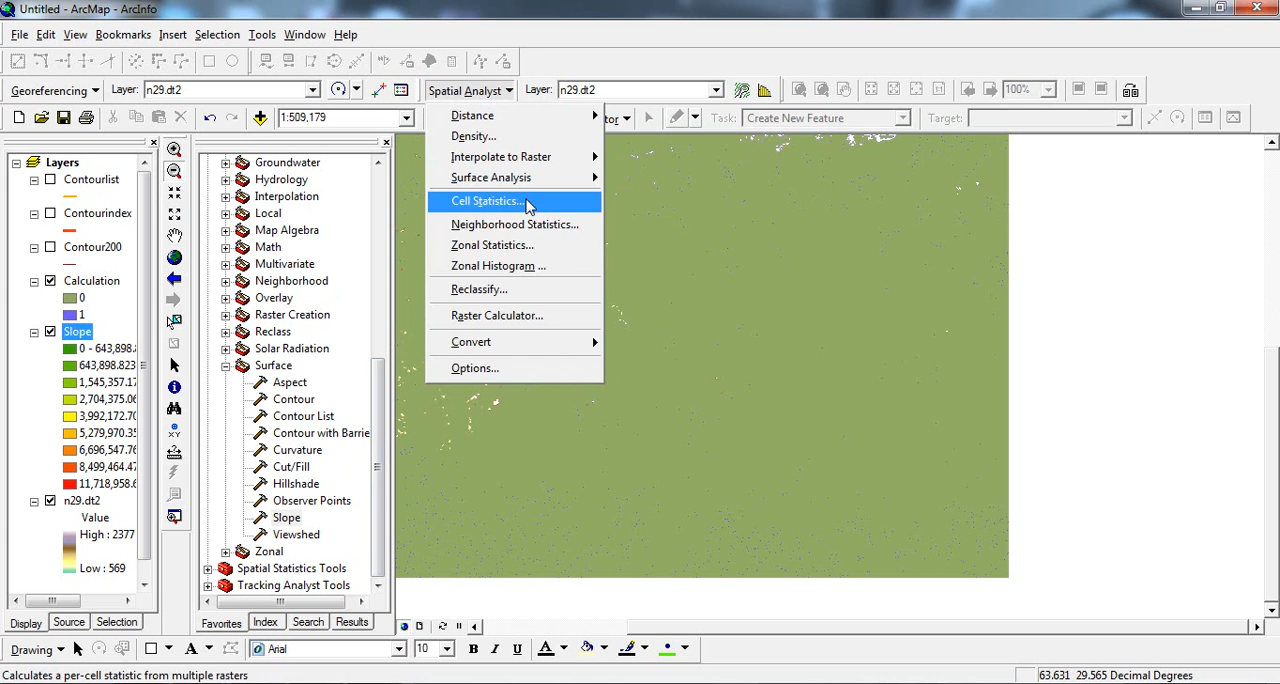 Untitled - ArcMap - ArcInfo
File Edit View Bookmarks Insert Selection Tools Window Help
Georeferencing Layer: n29.dt2 Spatial Analyst Layer: n29.dt2 100%
1:509,179 tor Task: Create New Feature Target:
Layers
Contourlist
Contourindex
Contour200
Calculation
0
1
Slope
0 - 643,898.
643,898.823
1,545,357.1
2,704,375.06
3,992,172.70
5,279,970.35
6,696,547.76
8,499,464.47
11,718,958.6
n29.dt2
Value
High : 2377
Low : 569
Display Source Selection
Groundwater
Hydrology
Interpolation
Local
Map Algebra
Math
Multivariate
Neighborhood
Overlay
Raster Creation
Reclass
Solar Radiation
Surface
Aspect
Contour
Contour List
Contour with Barrie
Curvature
Cut/Fill
Hillshade
Observer Points
Slope
Viewshed
Zonal
Spatial Statistics Tools
Tracking Analyst Tools
Favorites Index Search Results
Distance
Density...
Interpolate to Raster
Surface Analysis
Cell Statistics...
Neighborhood Statistics...
Zonal Statistics...
Zonal Histogram ...
Reclassify...
Raster Calculator...
Convert
Options...
Drawing A Arial 10 B I U A
Calculates a per-cell statistic from multiple rasters 63.631 29.565 Decimal Degrees